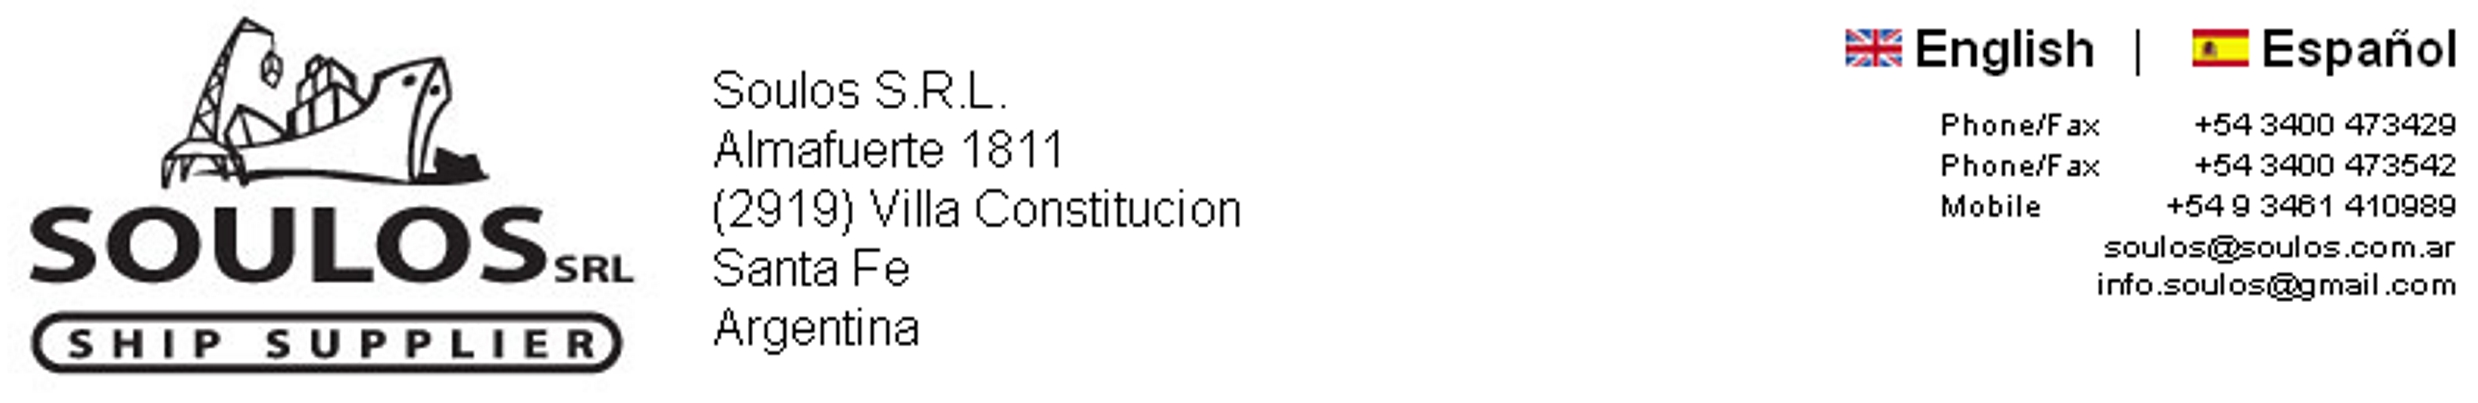 SOULOS SRL
SHIP SUPPLIER
Soulos S.R.L.
Almafuerte 1811
(2919) Villa Constitucion
Santa Fe
Argentina
English | Español
Phone/Fax +54 3400 473429
Phone/Fax +54 3400 473542
Mobile +54 9 3461 410989
soulos@soulos.com.ar
info.soulos@gmail.com